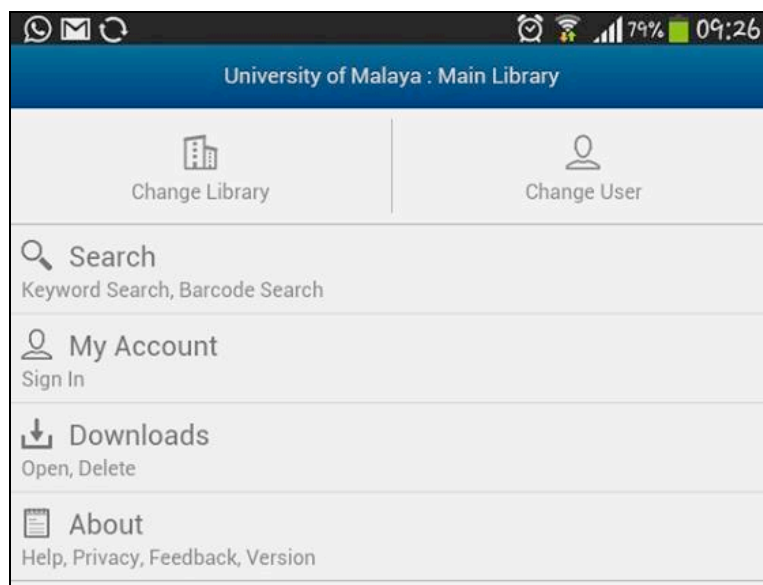 79% 09:26
University of Malaya : Main Library
Change Library Change User
Search
Keyword Search, Barcode Search
My Account
Sign In
Downloads
Open, Delete
About
Help, Privacy, Feedback, Version